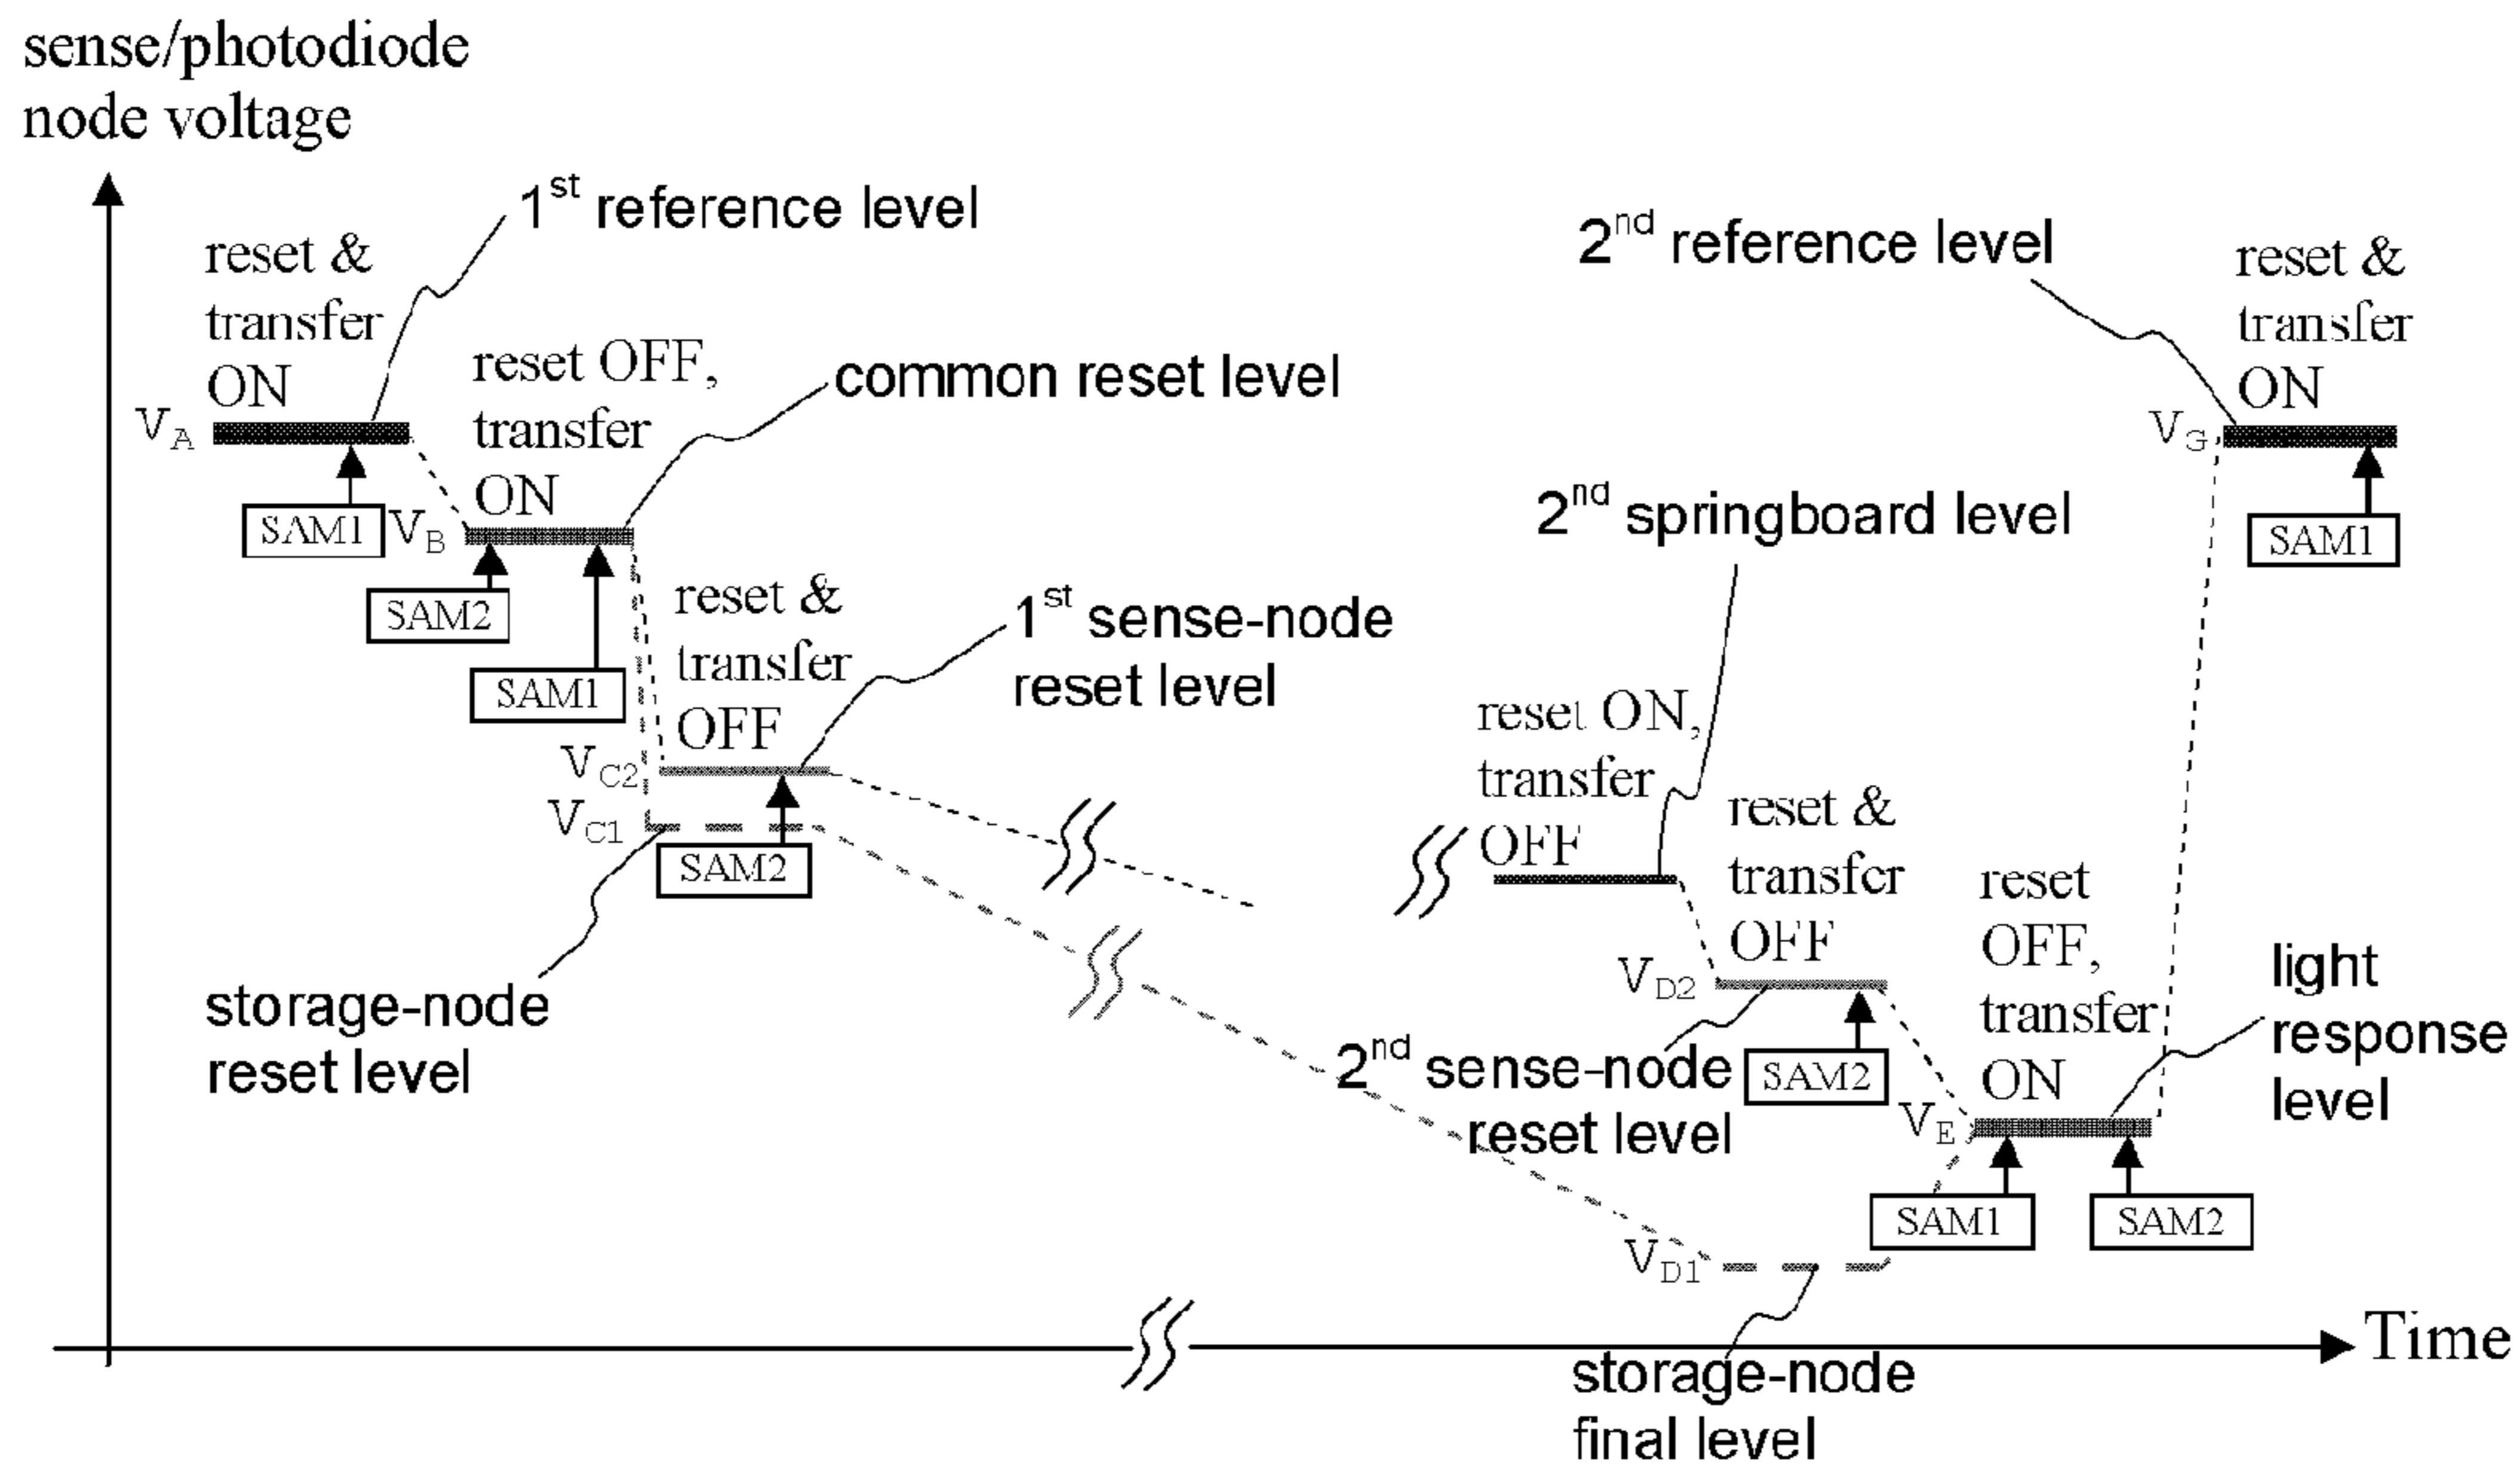 sense/photodiode
node voltage
1st reference level
reset &
transfer
ON
VA
SAM1
reset OFF,
transfer
ON
VB
common reset level
SAM2
SAM1
reset &
transfer
OFF
VC2
1st sense-node
reset level
VC1
SAM2
storage-node
reset level
2nd reference level
reset &
transfer
ON
VG
SAM1
2nd springboard level
reset ON,
transfer
OFF
reset &
transfer
OFF
VD2
2nd sense-node
reset level
SAM2
reset
OFF,
transfer
ON
VE
light
response
level
SAM1
SAM2
VD1
storage-node
final level
Time